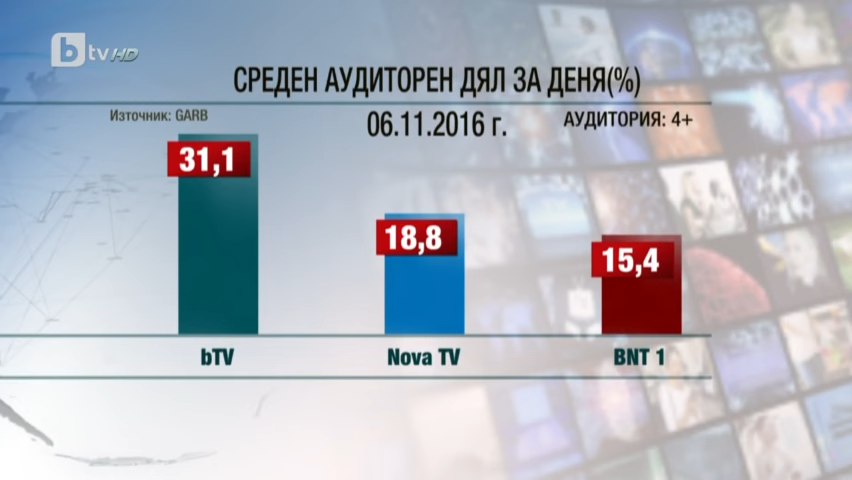 btv HD
СРЕДЕН АУДИТОРЕН ДЯЛ ЗА ДЕНЯ(%)
Източник: GARB
06.11.2016 г.
АУДИТОРИЯ: 4+
31,1
18,8
15,4
bTV
Nova TV
BNT 1